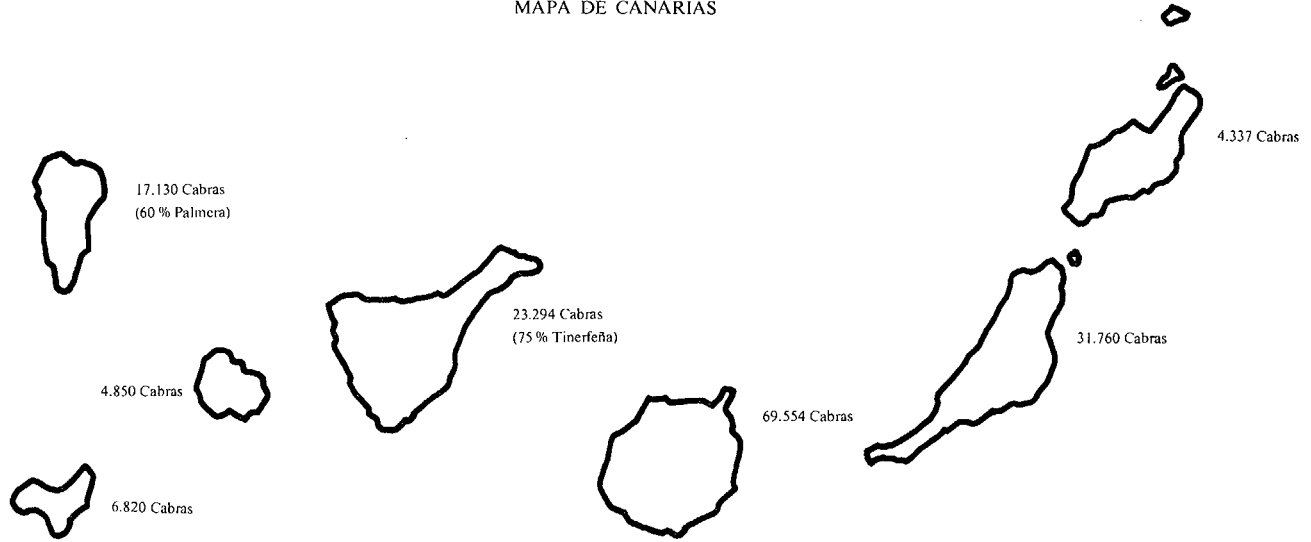 MAPA DE CANARIAS
4.337 Cabras
17.130 Cabras
(60 % Palmera)
23.294 Cabras
(75 % Tinerfeña)
31.760 Cabras
4.850 Cabras
69.554 Cabras
6.820 Cabras